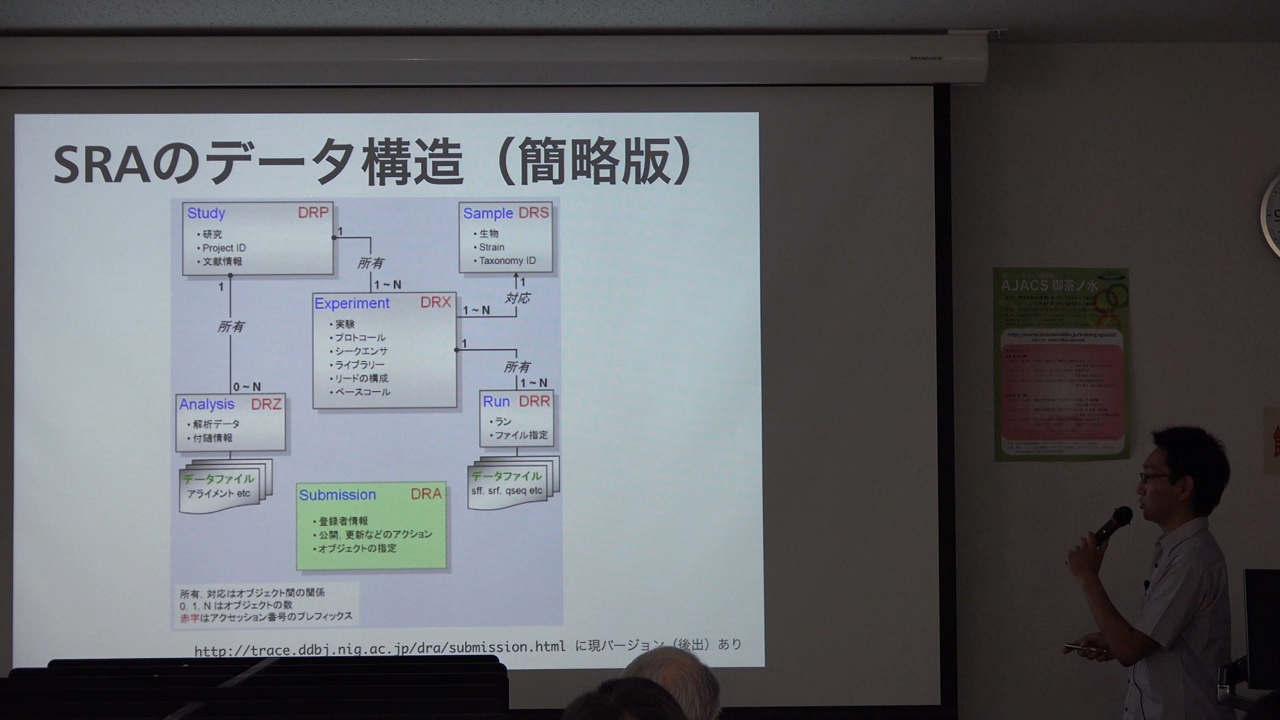 SRAのデータ構造（簡略版）
Study DRP
・研究
・Project ID
・文献情報
Sample DRS
・生物
・Strain
・Taxonomy ID
1
所有
1～N
1
所有
0～N
Experiment DRX
・実験
・プロトコール
・シークエンサ
・ライブラリー
・リードの構成
・ベースコール
1
対応
1～N
1
所有
1～N
Analysis DRZ
・解析データ
・付随情報
Run DRR
・ラン
・ファイル指定
データファイル
アライメント etc
データファイル
sff, srf, qseq etc
Submission DRA
・登録者情報
・公開, 更新などのアクション
・オブジェクトの指定
所有, 対応はオブジェクト間の関係
0, 1, N はオブジェクトの数
赤字はアクセッション番号のプレフィックス
http://trace.ddbj.nig.ac.jp/dra/submission.html に現バージョン（後出）あり
AJACS 御茶ノ水